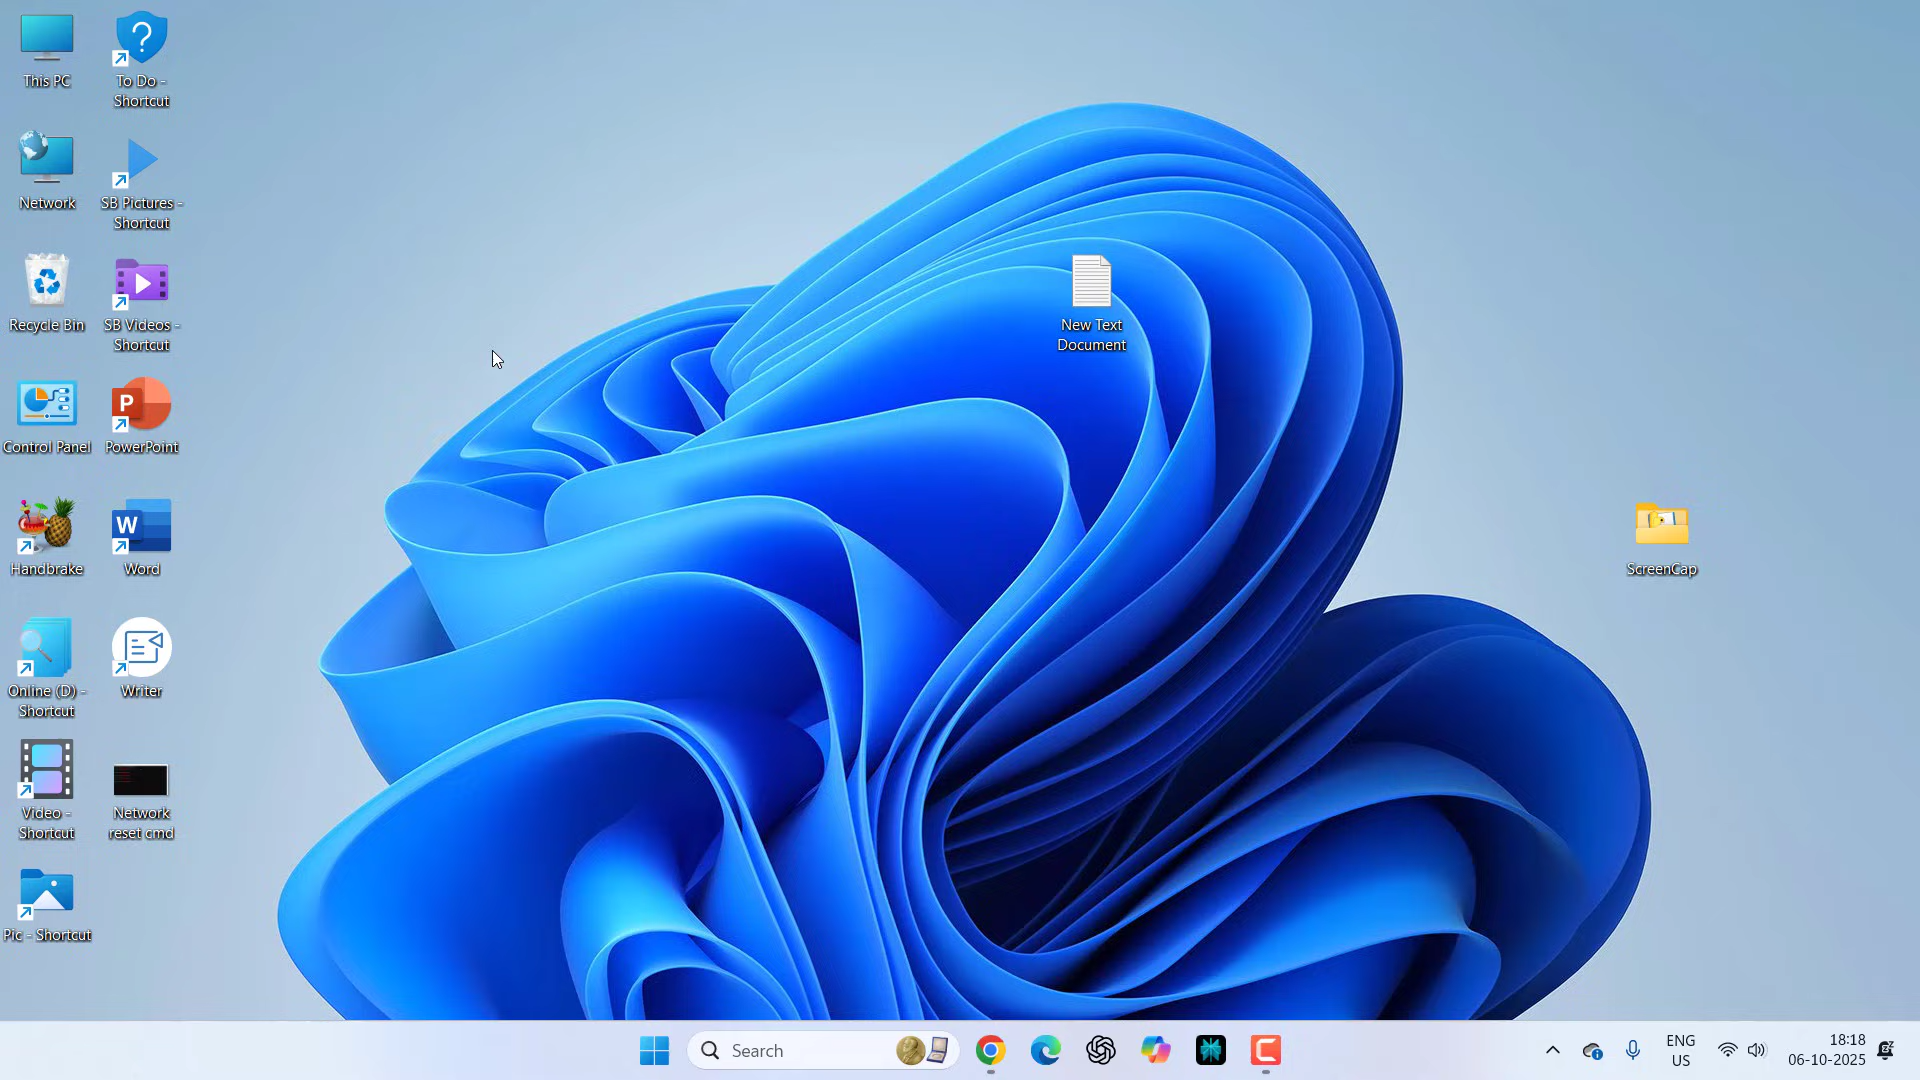 This PC
To Do -
Shortcut
Network
SB Pictures -
Shortcut
Recycle Bin
SB Videos -
Shortcut
New Text
Document
Control Panel
P
PowerPoint
Handbrake
W
Word
ScreenCap
Online (D) -
Shortcut
Writer
Video -
Shortcut
Network
reset cmd
Pic - Shortcut
Search
ENG
US
18:18
06-10-2025